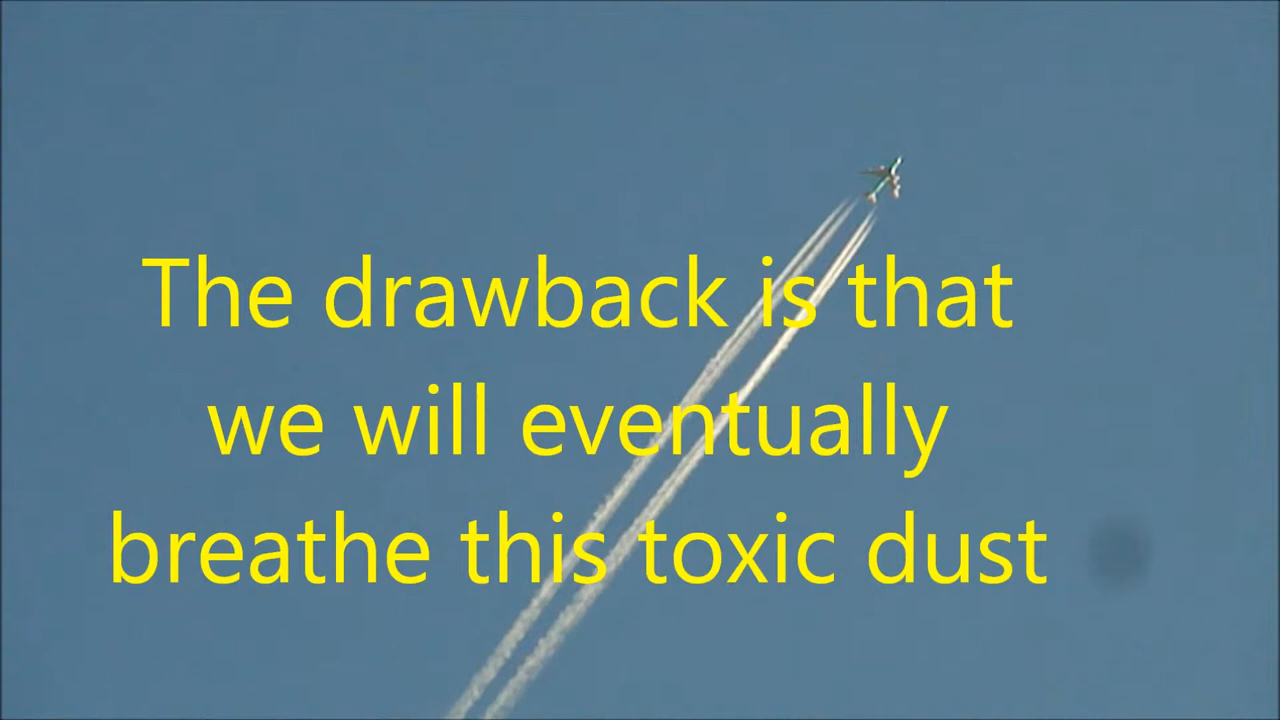 The drawback is that
we will eventually
breathe this toxic dust